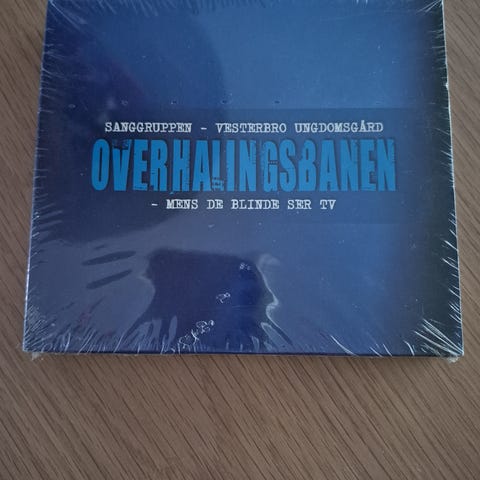 SANGGRUPPEN - VESTERBRO UNGDOMSGÅRD
OVERHALINGSBANEN
- MENS DE BLINDE SER TV